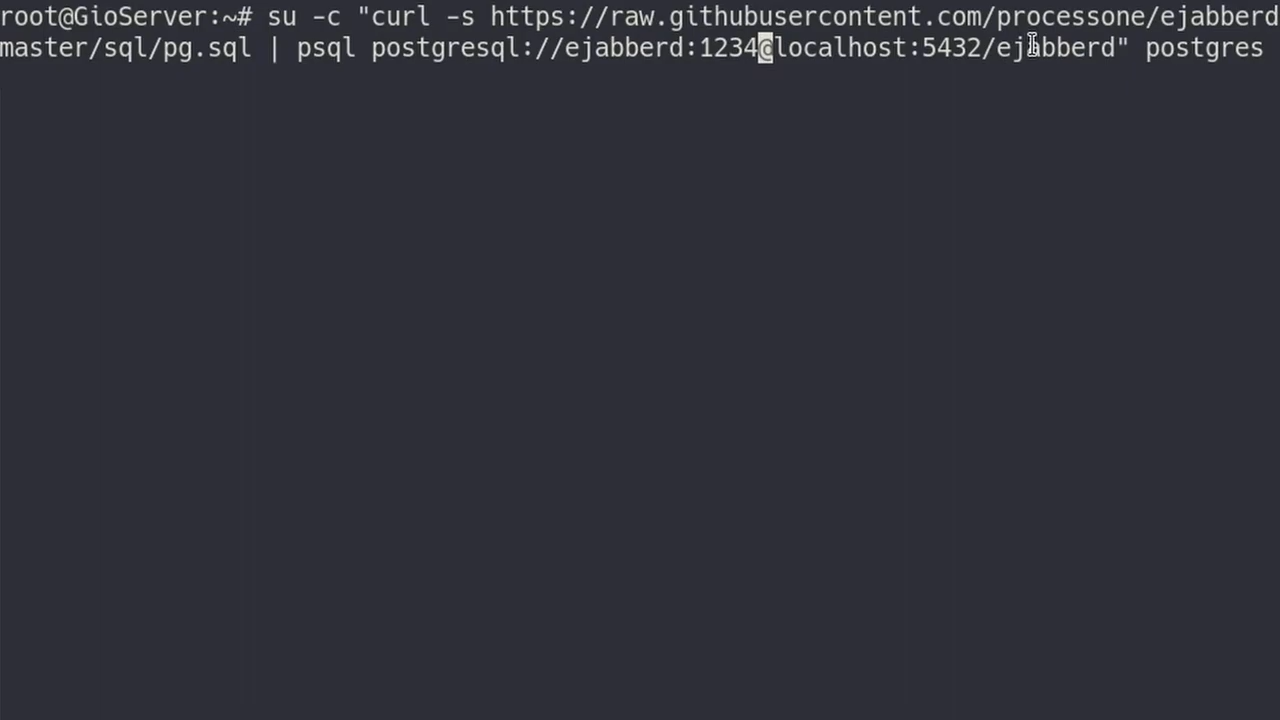 root@GioServer:~# su -c "curl -s https://raw.githubusercontent.com/processone/ejabberd
master/sql/pg.sql | psql postgresql://ejabberd:1234@localhost:5432/ejabberd" postgres